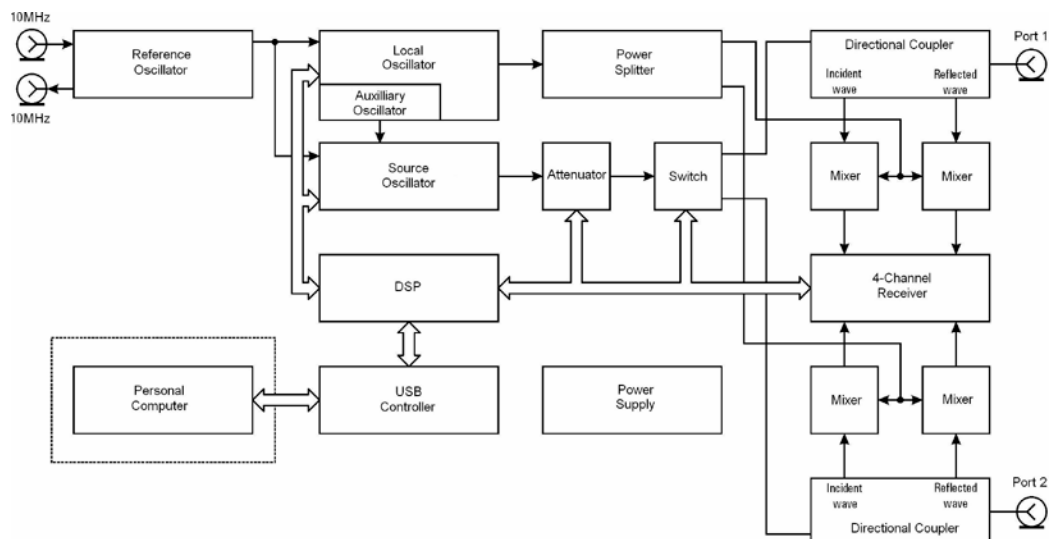 10MHz
Reference
Oscillator
10MHz
Local
Oscillator
Auxilliary
Oscillator
Power
Splitter
Directional Coupler
Incident
wave
Reflected
wave
Port 1
Source
Oscillator
Attenuator
Switch
Mixer
Mixer
DSP
4-Channel
Receiver
Personal
Computer
USB
Controller
Power
Supply
Mixer
Mixer
Incident
wave
Reflected
wave
Directional Coupler
Port 2